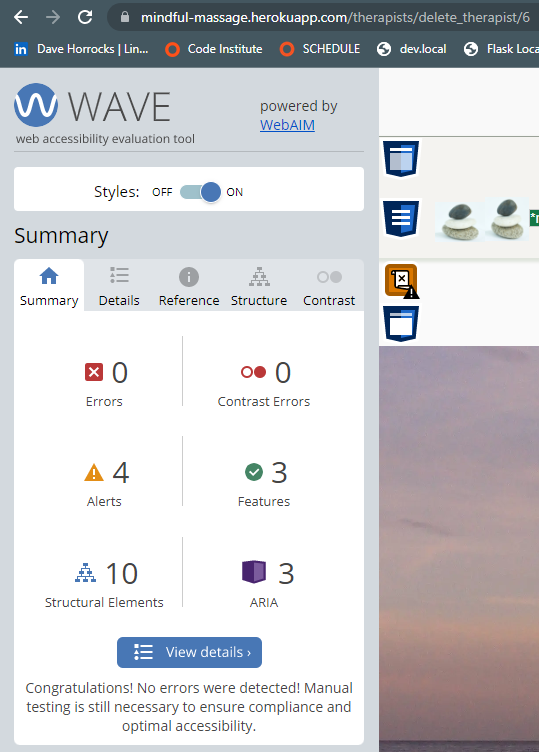 mindful-massage.herokuapp.com/therapists/delete_therapist/6
in Dave Horrocks | Lin... Code Institute SCHEDULE dev.local Flask Loca
WAVE
web accessibility evaluation tool
powered by
WebAIM
Styles: OFF ON
Summary
Summary Details Reference Structure Contrast
0 0
Errors Contrast Errors
4 3
Alerts Features
10 3
Structural Elements ARIA
View details ›
Congratulations! No errors were detected! Manual
testing is still necessary to ensure compliance and
optimal accessibility.